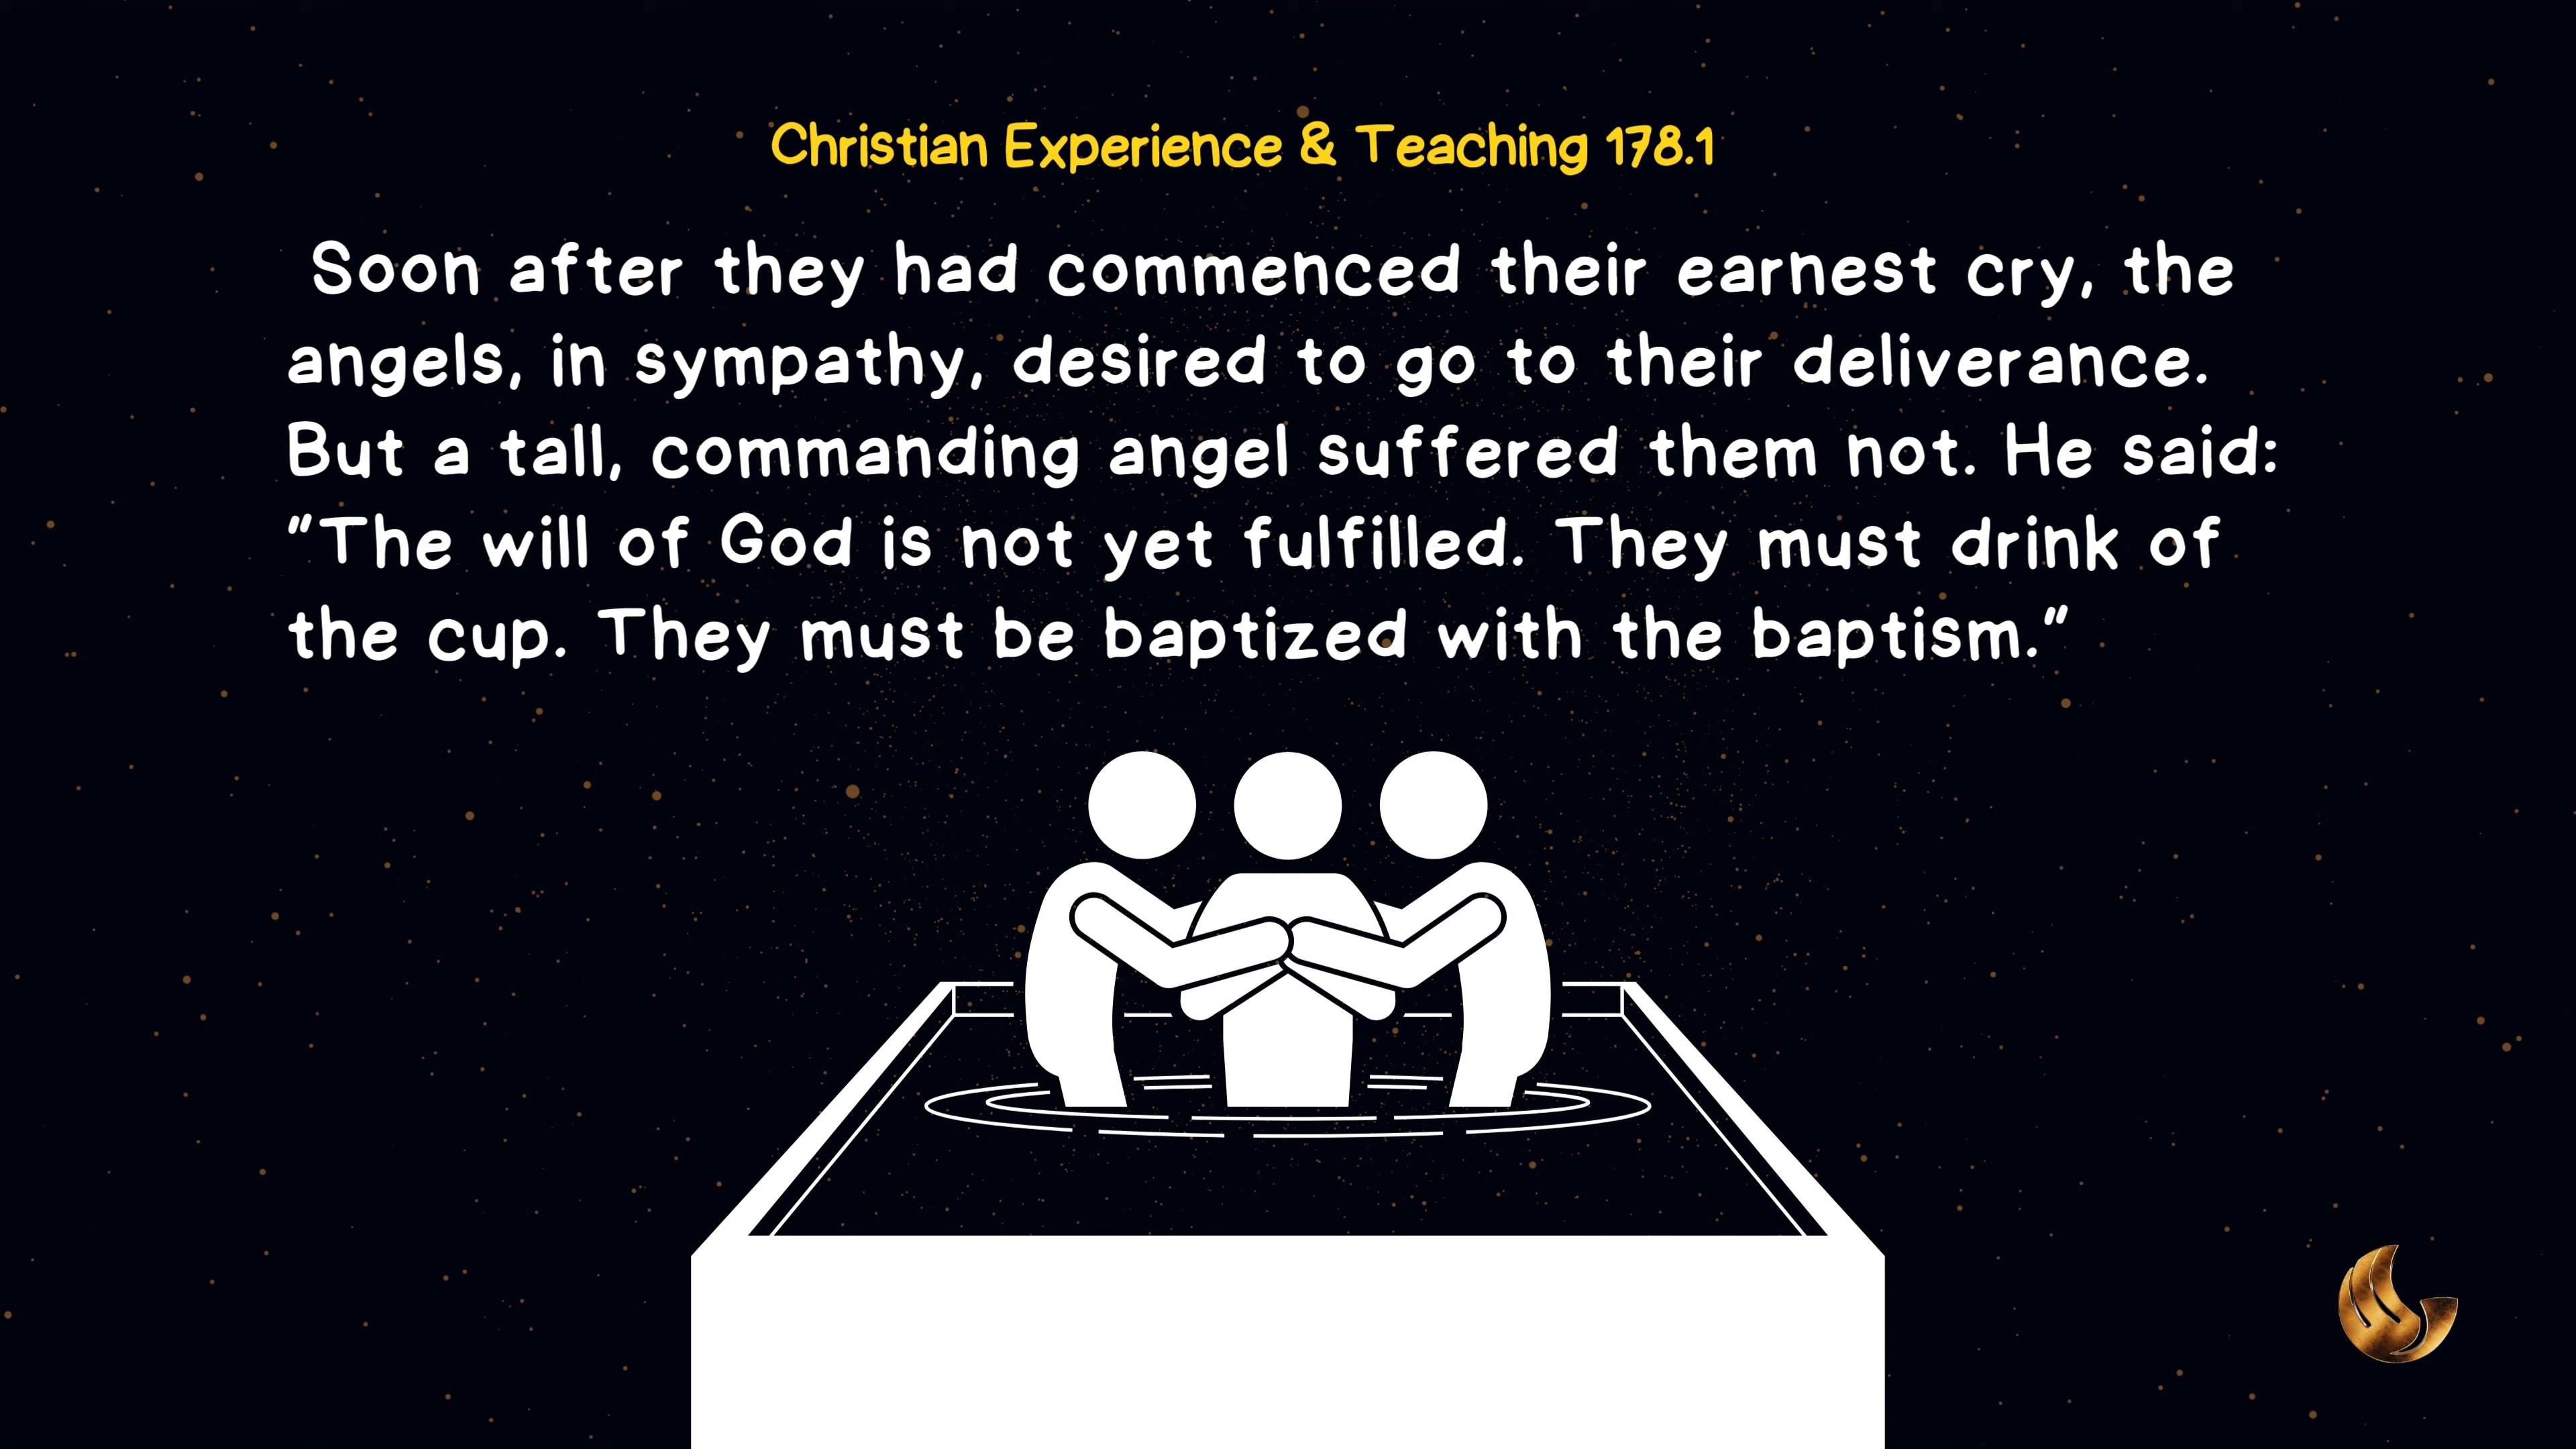 Christian Experience & Teaching 178.1
Soon after they had commenced their earnest cry, the
angels, in sympathy, desired to go to their deliverance.
But a tall, commanding angel suffered them not. He said:
"The will of God is not yet fulfilled. They must drink of
the cup. They must be baptized with the baptism."